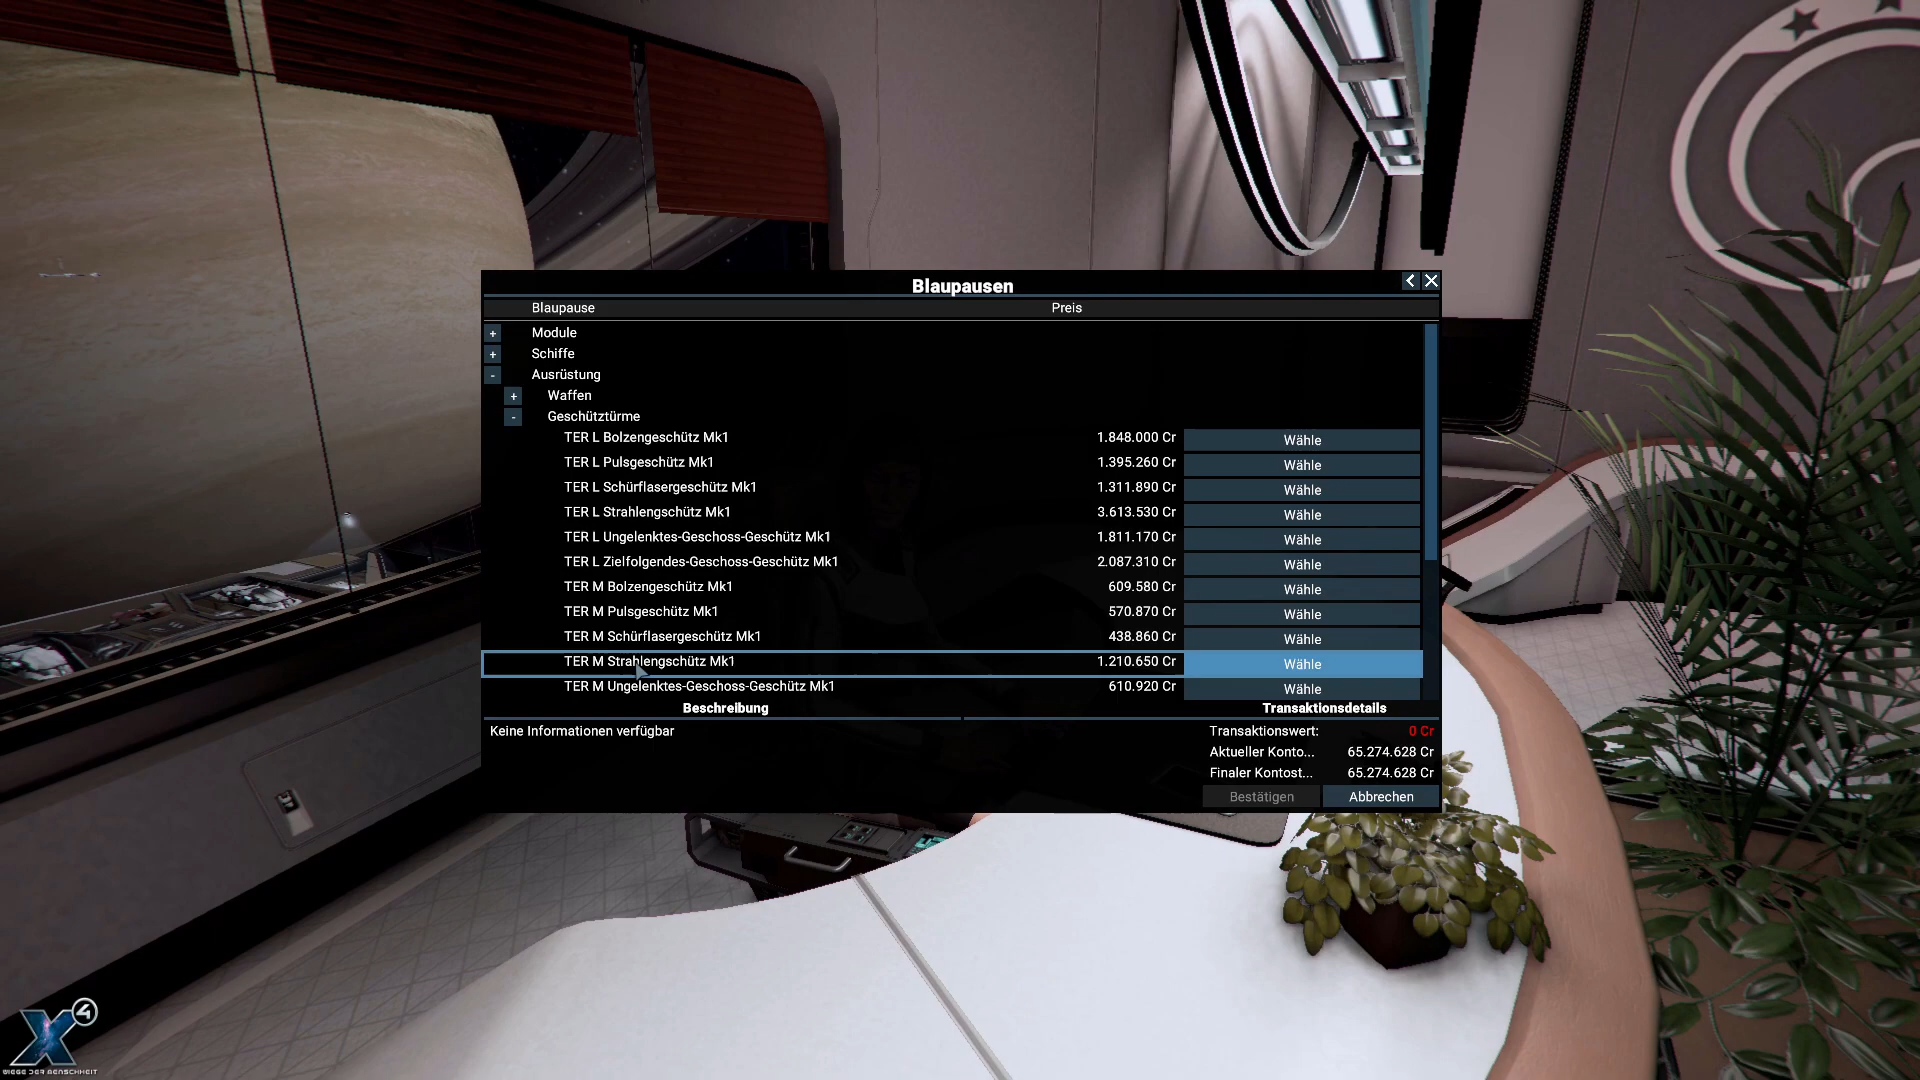 Blaupausen
Blaupause Preis
+ Module
+ Schiffe
- Ausrüstung
+ Waffen
- Geschütztürme
TER L Bolzengeschütz Mk1 1.848.000 Cr Wähle
TER L Pulsgeschütz Mk1 1.395.260 Cr Wähle
TER L Schürflasergeschütz Mk1 1.311.890 Cr Wähle
TER L Strahlengschütz Mk1 3.613.530 Cr Wähle
TER L Ungelenktes-Geschoss-Geschütz Mk1 1.811.170 Cr Wähle
TER L Zielfolgendes-Geschoss-Geschütz Mk1 2.087.310 Cr Wähle
TER M Bolzengeschütz Mk1 609.580 Cr Wähle
TER M Pulsgeschütz Mk1 570.870 Cr Wähle
TER M Schürflasergeschütz Mk1 438.860 Cr Wähle
TER M Strahlengschütz Mk1 1.210.650 Cr Wähle
TER M Ungelenktes-Geschoss-Geschütz Mk1 610.920 Cr Wähle
Beschreibung Transaktionsdetails
Keine Informationen verfügbar Transaktionswert: 0 Cr
Aktueller Konto... 65.274.628 Cr
Finaler Kontost... 65.274.628 Cr
Bestätigen Abbrechen
X4
WIEGE DER MENSCHHEIT